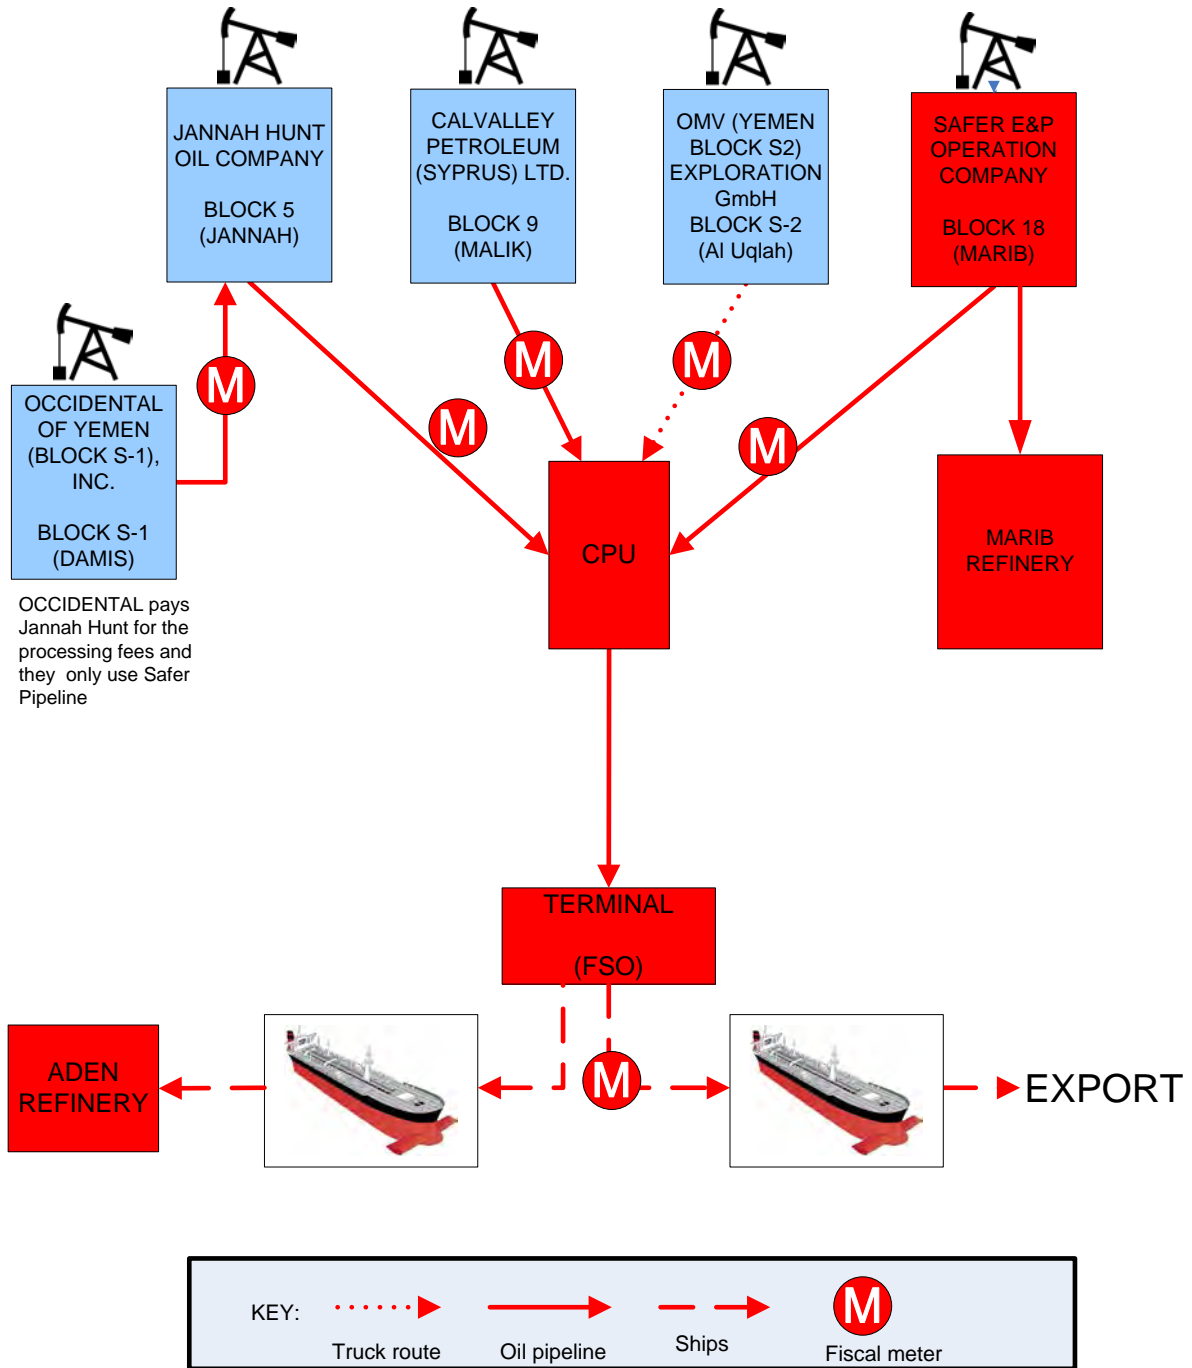 JANNAH HUNT
OIL COMPANY
BLOCK 5
(JANNAH)
CALVALLEY
PETROLEUM
(SYPRUS) LTD.
BLOCK 9
(MALIK)
OMV (YEMEN
BLOCK S2)
EXPLORATION
GmbH
BLOCK S-2
(Al Uqlah)
SAFER E&P
OPERATION
COMPANY
BLOCK 18
(MARIB)
M
M
M
M
M
OCCIDENTAL
OF YEMEN
(BLOCK S-1),
INC.
BLOCK S-1
(DAMIS)
OCCIDENTAL pays
Jannah Hunt for the
processing fees and
they only use Safer
Pipeline
CPU
MARIB
REFINERY
TERMINAL
(FSO)
ADEN
REFINERY
M
EXPORT
KEY:
M
Truck route
Oil pipeline
Ships
Fiscal meter